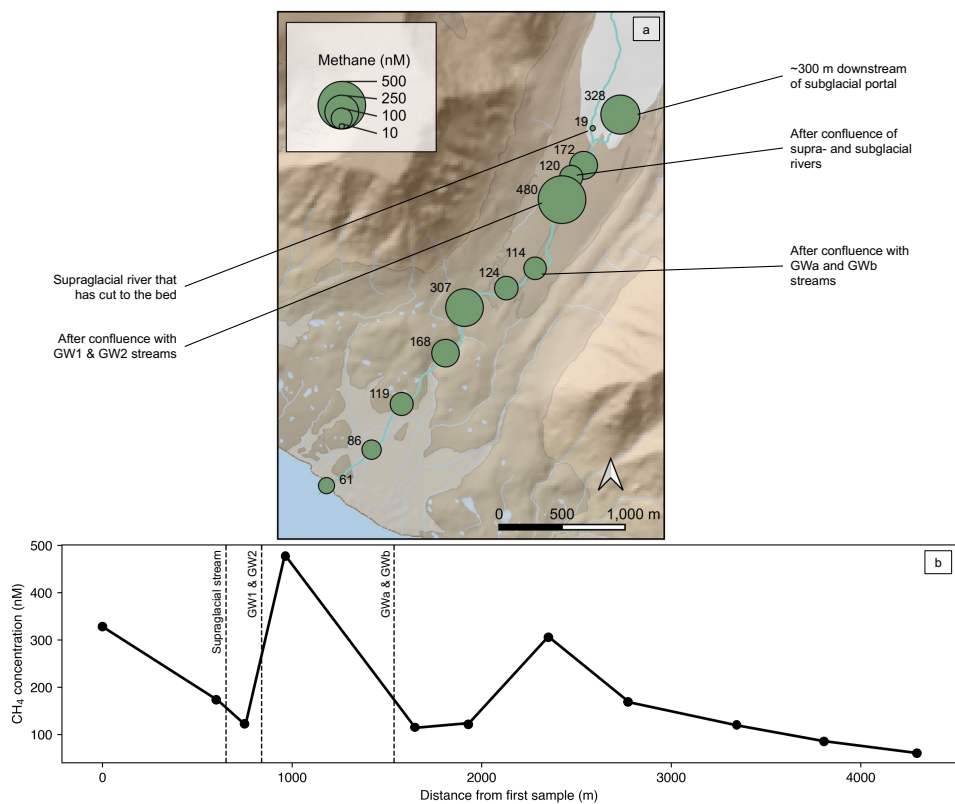 a
Methane (nM)
500
250
100
10
328
19
172
120
480
114
124
307
168
119
86
61
0 500 1,000 m
~300 m downstream
of subglacial portal
After confluence of
supra- and subglacial
rivers
After confluence with
GWa and GWb
streams
Supraglacial river that
has cut to the bed
After confluence with
GW1 & GW2 streams
b
Supraglacial stream
GW1 & GW2
GWa & GWb
CH₄ concentration (nM)
500
400
300
200
100
0 1000 2000 3000 4000
Distance from first sample (m)